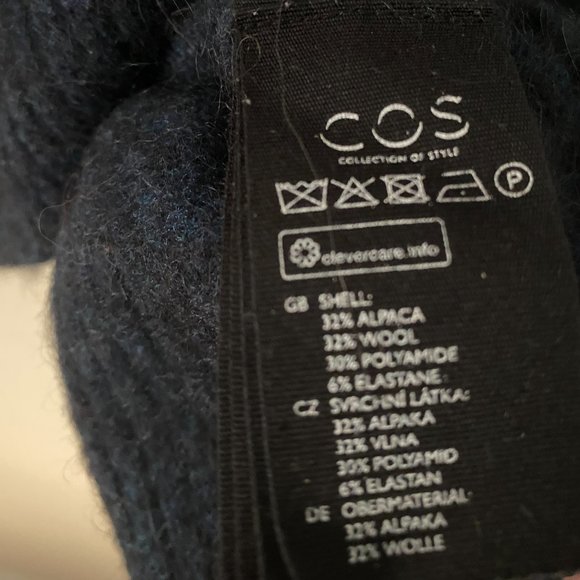 COS
COLLECTION OF STYLE
P
clevercare.info
GB SHELL:
32% ALPACA
32% WOOL
30% POLYAMIDE
6% ELASTANE
CZ SVRCHNÍ LÁTKA:
32% ALPAKA
32% VLNA
30% POLYAMID
6% ELASTAN
DE OBERMATERIAL:
32% ALPAKA
32% WOLLE